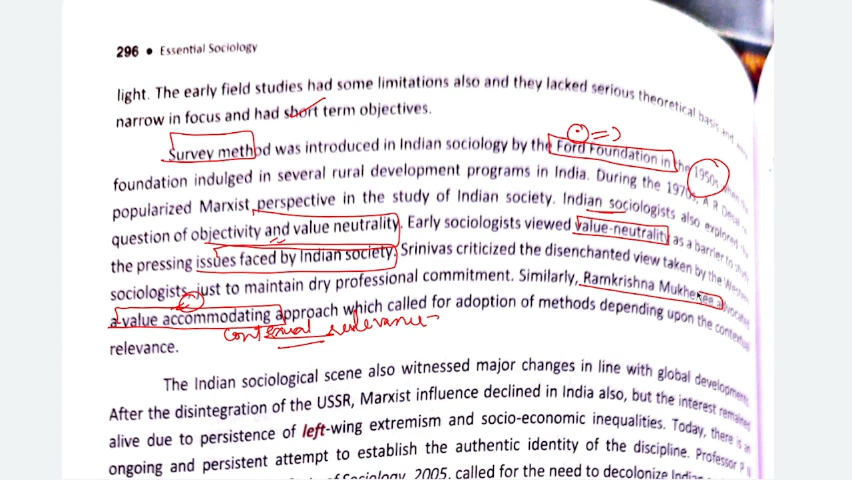 296 • Essential Sociology
light. The early field studies had some limitations also and they lacked serious theoretical basis and were
narrow in focus and had short term objectives.
Survey method was introduced in Indian sociology by the Ford Foundation in the 1950s when the
foundation indulged in several rural development programs in India. During the 1970s, A R Desai
popularized Marxist perspective in the study of Indian society. Indian sociologists also explored the
question of objectivity and value neutrality. Early sociologists viewed value-neutrality as a barrier to study
the pressing issues faced by Indian society. Srinivas criticized the disenchanted view taken by the Western
sociologists just to maintain dry professional commitment. Similarly, Ramkrishna Mukherjee advocated
a value accommodating approach which called for adoption of methods depending upon the contextual
relevance.
contexual relevance
The Indian sociological scene also witnessed major changes in line with global developments.
After the disintegration of the USSR, Marxist influence declined in India also, but the interest remained
alive due to persistence of left-wing extremism and socio-economic inequalities. Today, there is an
ongoing and persistent attempt to establish the authentic identity of the discipline. Professor P
of Sociology, 2005, called for the need to decolonize